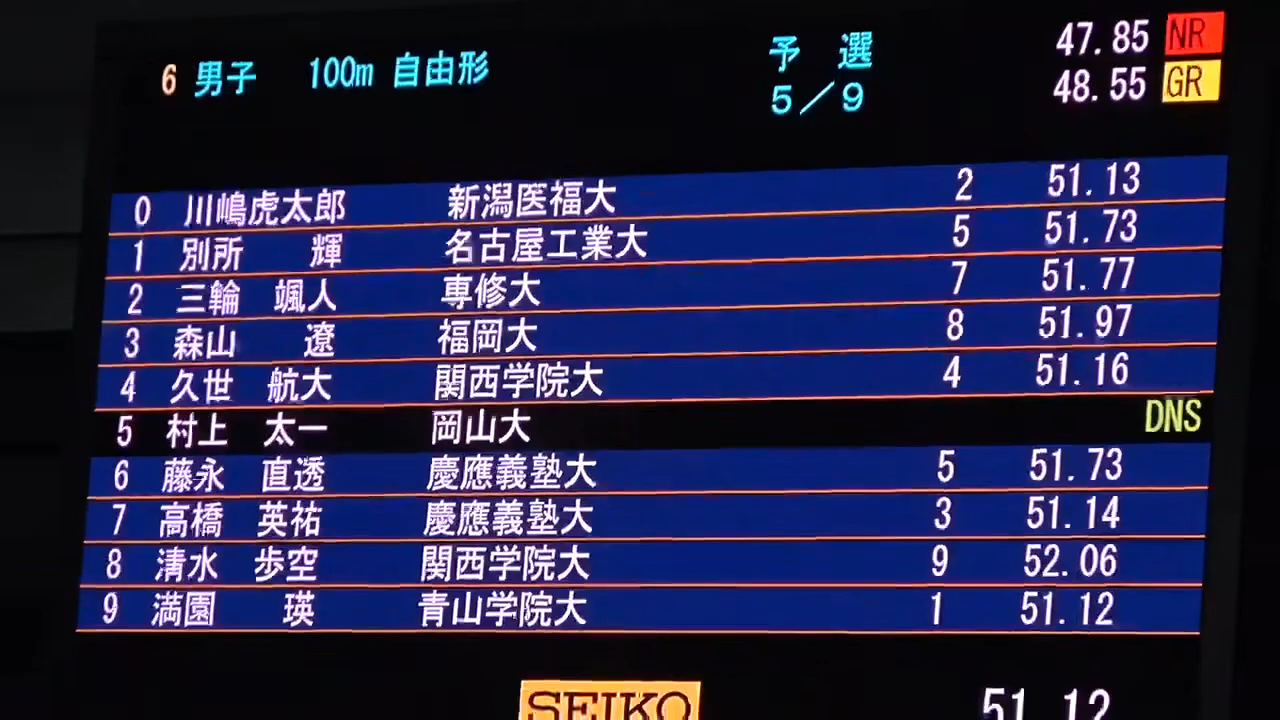 6 男子 100m 自由形 予選 47.85 NR
5/9 48.55 GR
0 川嶋虎太郎 新潟医福大 2 51.13
1 別所 輝 名古屋工業大 5 51.73
2 三輪 颯人 専修大 7 51.77
3 森山 遼 福岡大 8 51.97
4 久世 航大 関西学院大 4 51.16
5 村上 太一 岡山大 DNS
6 藤永 直透 慶應義塾大 5 51.73
7 高橋 英祐 慶應義塾大 3 51.14
8 清水 歩空 関西学院大 9 52.06
9 満園 瑛 青山学院大 1 51.12
SEIKO 51.12